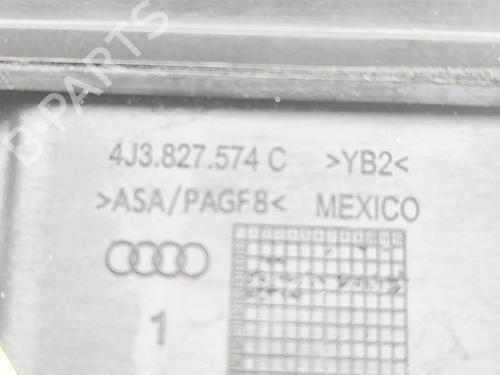 B-PARTS
4J3.827.574 C >YB2<
>ASA/PAGF8< MEXICO
1